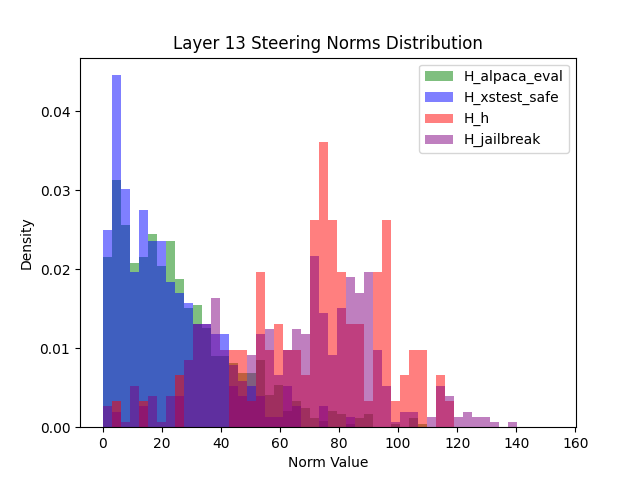 Layer 13 Steering Norms Distribution
H_alpaca_eval
H_xstest_safe
H_h
H_jailbreak
Density
0.04
0.03
0.02
0.01
0.00
0 20 40 60 80 100 120 140 160
Norm Value